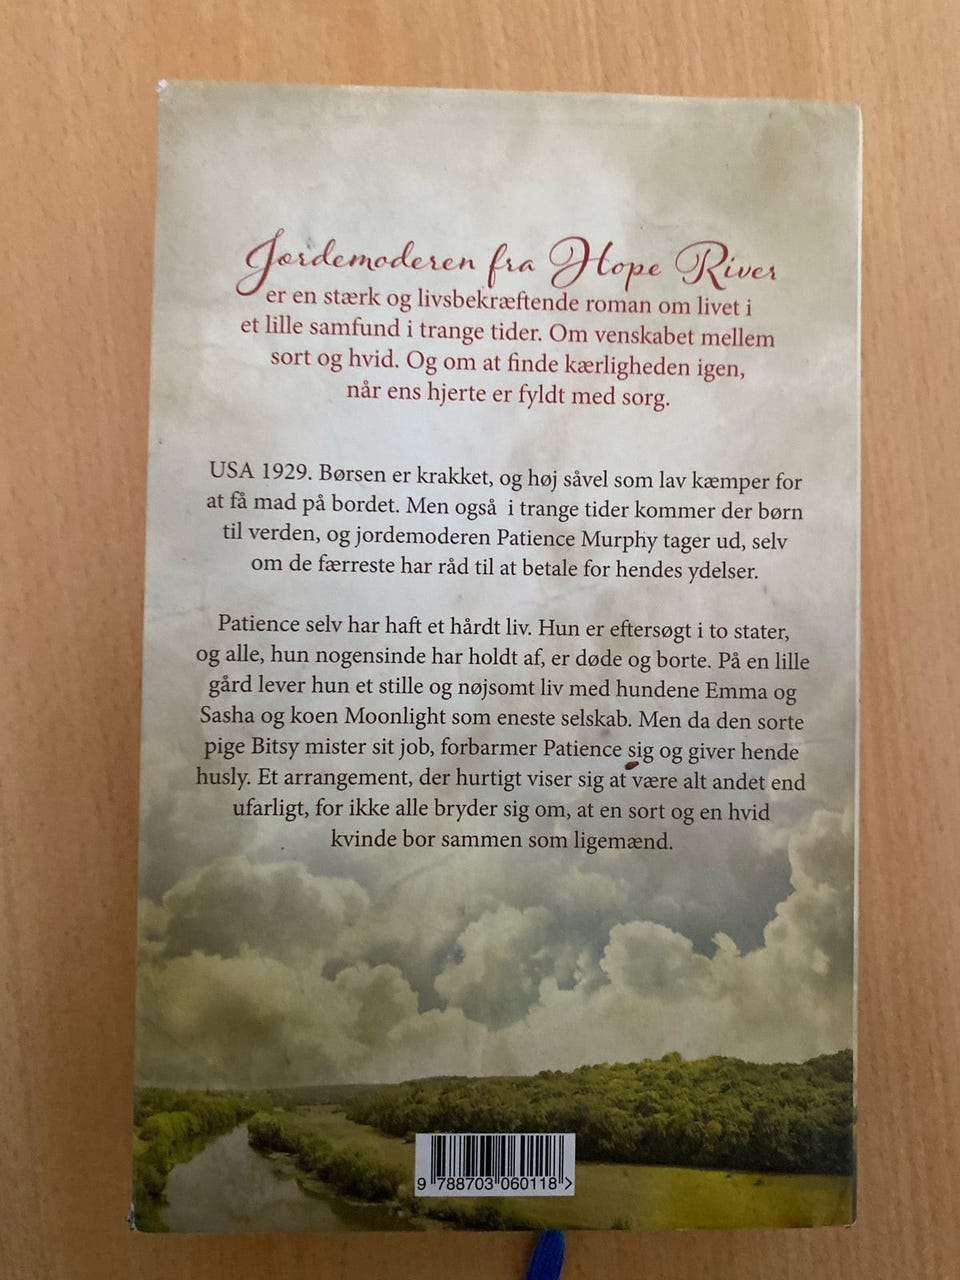 Jordemoderen fra Hope River
er en stærk og livsbekræftende roman om livet i
et lille samfund i trange tider. Om venskabet mellem
sort og hvid. Og om at finde kærligheden igen,
når ens hjerte er fyldt med sorg.
USA 1929. Børsen er krakket, og høj såvel som lav kæmper for
at få mad på bordet. Men også i trange tider kommer der børn
til verden, og jordemoderen Patience Murphy tager ud, selv
om de færreste har råd til at betale for hendes ydelser.
Patience selv har haft et hårdt liv. Hun er eftersøgt i to stater,
og alle, hun nogensinde har holdt af, er døde og borte. På en lille
gård lever hun et stille og nøjsomt liv med hundene Emma og
Sasha og koen Moonlight som eneste selskab. Men da den sorte
pige Bitsy mister sit job, forbarmer Patience sig og giver hende
husly. Et arrangement, der hurtigt viser sig at være alt andet end
ufarligt, for ikke alle bryder sig om, at en sort og en hvid
kvinde bor sammen som ligemænd.
9 788703 060118 >